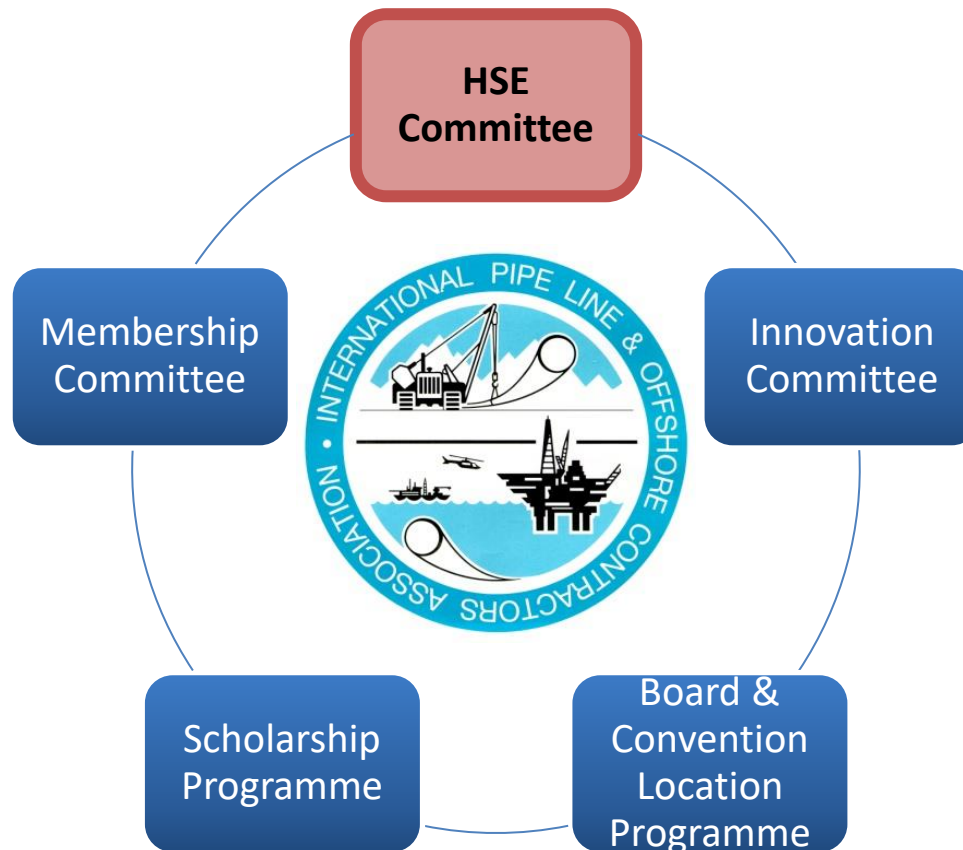 HSE
Committee
Membership
Committee
Innovation
Committee
INTERNATIONAL PIPE LINE & OFFSHORE CONTRACTORS ASSOCIATION •
Scholarship
Programme
Board &
Convention
Location
Programme